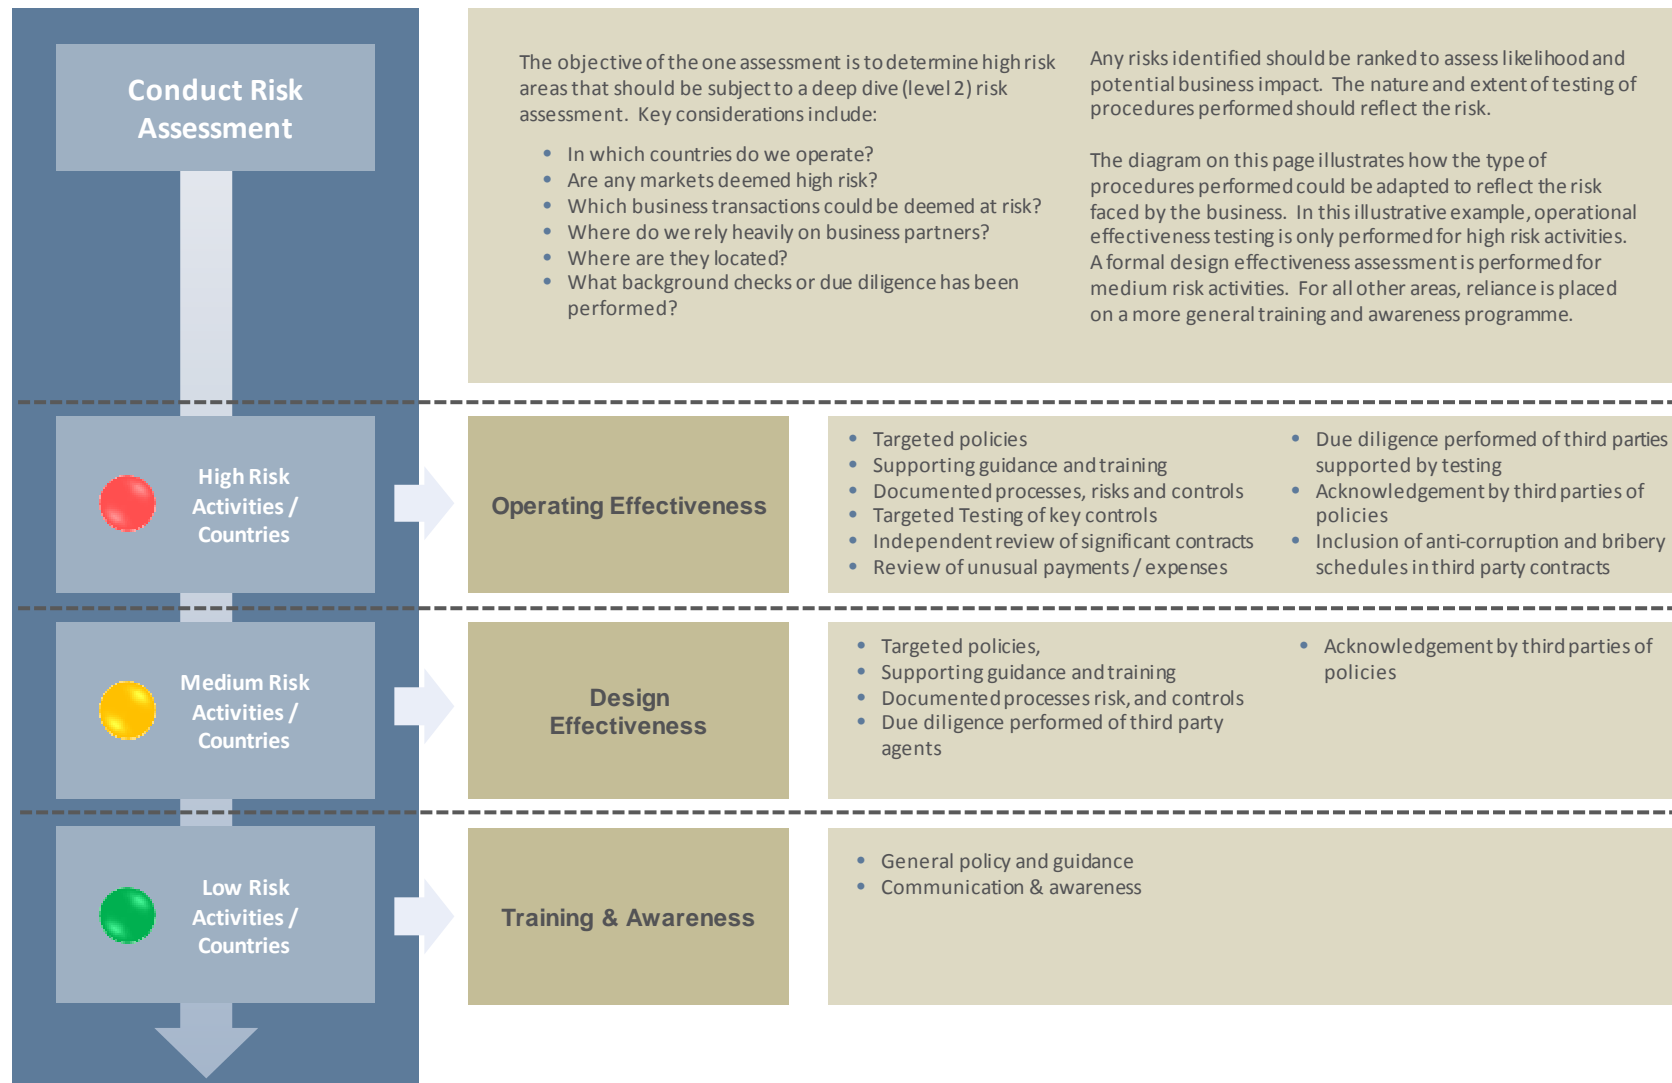 Conduct Risk
Assessment
The objective of the one assessment is to determine high risk
areas that should be subject to a deep dive (level 2) risk
assessment. Key considerations include:
• In which countries do we operate?
• Are any markets deemed high risk?
• Which business transactions could be deemed at risk?
• Where do we rely heavily on business partners?
• Where are they located?
• What background checks or due diligence has been
performed?
Any risks identified should be ranked to assess likelihood and
potential business impact. The nature and extent of testing of
procedures performed should reflect the risk.
The diagram on this page illustrates how the type of
procedures performed could be adapted to reflect the risk
faced by the business. In this illustrative example, operational
effectiveness testing is only performed for high risk activities.
A formal design effectiveness assessment is performed for
medium risk activities. For all other areas, reliance is placed
on a more general training and awareness programme.
High Risk
Activities /
Countries
Operating Effectiveness
• Targeted policies
• Supporting guidance and training
• Documented processes, risks and controls
• Targeted Testing of key controls
• Independent review of significant contracts
• Review of unusual payments / expenses
• Due diligence performed of third parties
supported by testing
• Acknowledgement by third parties of
policies
• Inclusion of anti-corruption and bribery
schedules in third party contracts
Medium Risk
Activities /
Countries
Design
Effectiveness
• Targeted policies,
• Supporting guidance and training
• Documented processes risk, and controls
• Due diligence performed of third party
agents
• Acknowledgement by third parties of
policies
Low Risk
Activities /
Countries
Training & Awareness
• General policy and guidance
• Communication & awareness